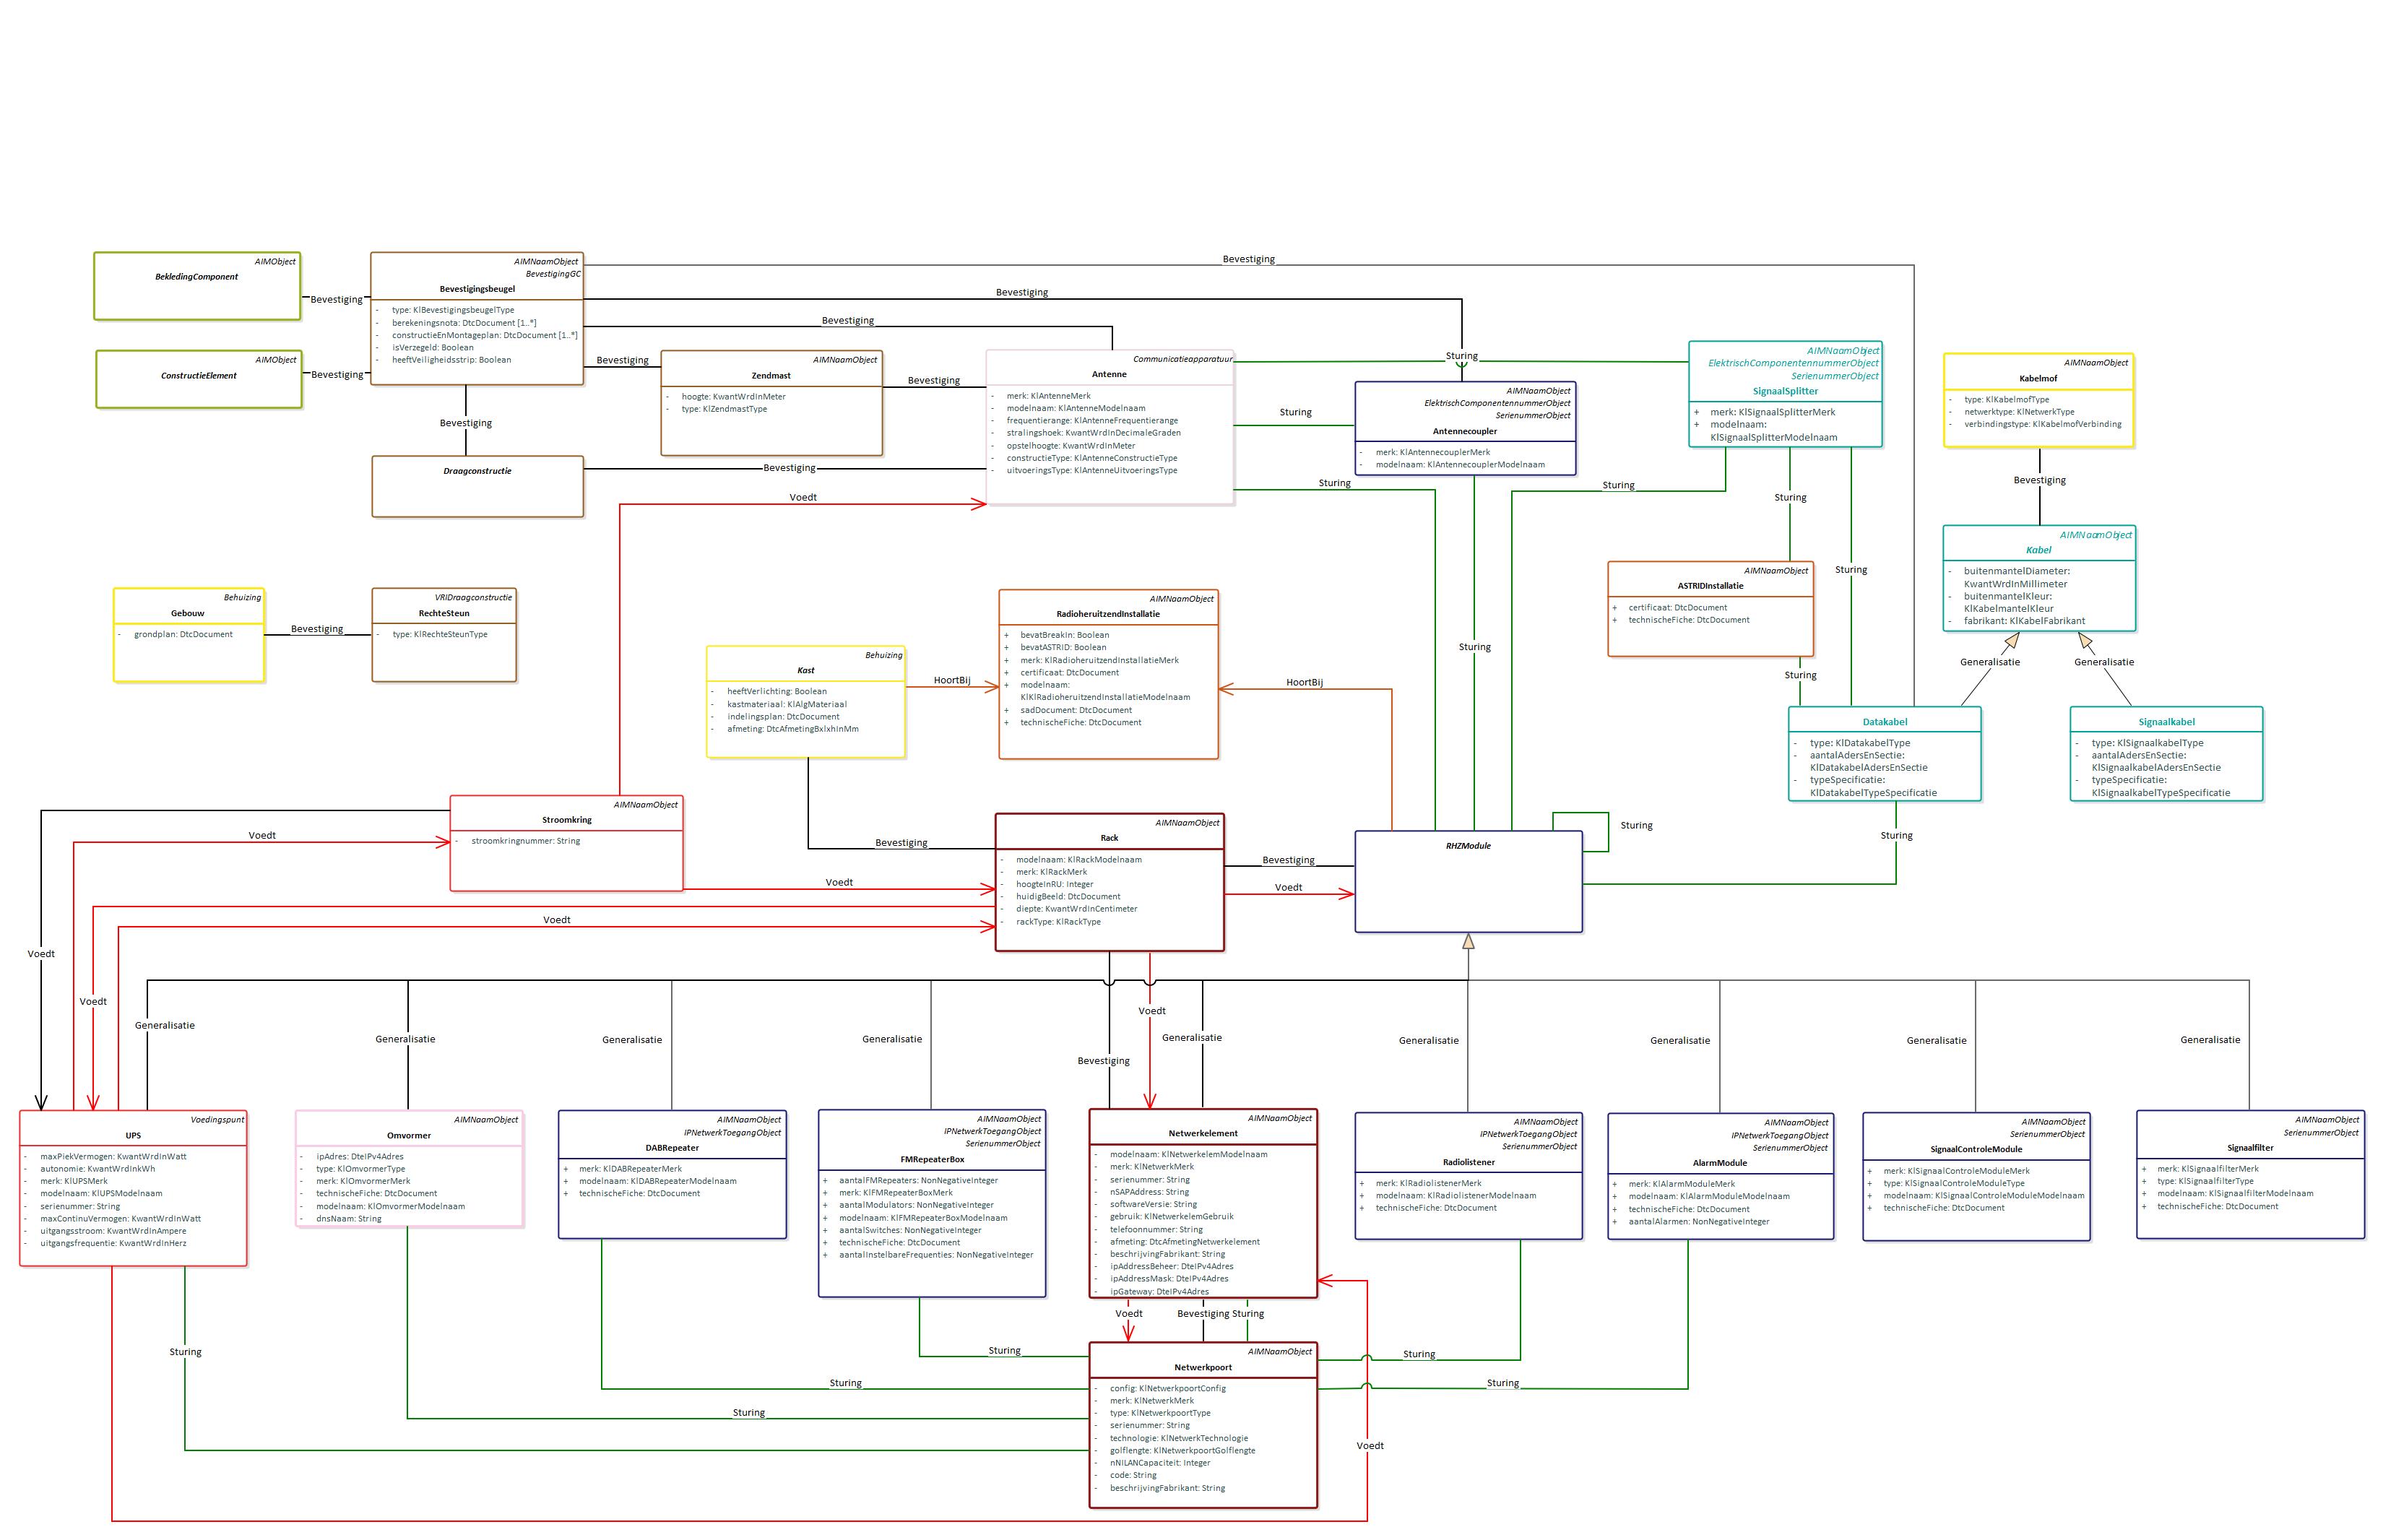 AIMObject
BekledingComponent
Bevestiging
AIMNaamObject
BevestigingGC
Bevestigingsbeugel
- type: KlBevestigingsbeugelType
- berekeningsnota: DtcDocument [1..*]
- constructieEnMontageplan: DtcDocument [1..*]
- isVerzegeld: Boolean
- heeftVeiligheidsstrip: Boolean
Bevestiging
Bevestiging
Bevestiging
AIMObject
ConstructieElement
Bevestiging
Bevestiging
AIMNaamObject
Zendmast
- hoogte: KwantWrdInMeter
- type: KlZendmastType
Bevestiging
Communicatieapparatuur
Antenne
- merk: KlAntenneMerk
- modelnaam: KlAntenneModelnaam
- frequentierange: KlAntenneFrequentierange
- stralingshoek: KwantWrdInDecimaleGraden
- opstelhoogte: KwantWrdInMeter
- constructieType: KlAntenneConstructieType
- uitvoeringsType: KlAntenneUitvoeringsType
Sturing
Sturing
AIMNaamObject
ElektrischComponentennummerObject
SerienummerObject
Antennecoupler
- merk: KlAntennecouplerMerk
- modelnaam: KlAntennecouplerModelnaam
AIMNaamObject
ElektrischComponentennummerObject
SerienummerObject
SignaalSplitter
+ merk: KlSignaalSplitterMerk
+ modelnaam:
KlSignaalSplitterModelnaam
AIMNaamObject
Kabelmof
- type: KlKabelmofType
- netwerktype: KlNetwerkType
- verbindingstype: KlKabelmofVerbinding
Bevestiging
Draagconstructie
Bevestiging
Voedt
Sturing
Sturing
Sturing
Bevestiging
AIMNaamObject
Kabel
- buitenmantelDiameter:
KwantWrdInMillimeter
- buitenmantelKleur:
KlKabelmantelKleur
- fabrikant: KlKabelFabrikant
Generalisatie
Generalisatie
Sturing
AIMNaamObject
ASTRIDInstallatie
+ certificaat: DtcDocument
+ technischeFiche: DtcDocument
Sturing
Behuizing
Gebouw
- grondplan: DtcDocument
Bevestiging
VRIDraagconstructie
RechteSteun
- type: KlRechteSteunType
Behuizing
Kast
- heeftVerlichting: Boolean
- kastmateriaal: KlAlgMateriaal
- indelingsplan: DtcDocument
- afmeting: DtcAfmetingBxlxhInMm
HoortBij
AIMNaamObject
RadioheruitzendInstallatie
+ bevatBreakIn: Boolean
+ bevatASTRID: Boolean
+ merk: KlRadioheruitzendInstallatieMerk
+ certificaat: DtcDocument
+ modelnaam:
KlKlRadioheruitzendInstallatieModelnaam
+ sadDocument: DtcDocument
+ technischeFiche: DtcDocument
HoortBij
Sturing
Datakabel
- type: KlDatakabelType
- aantalAdersEnSectie:
KlDatakabelAdersEnSectie
- typeSpecificatie:
KlDatakabelTypeSpecificatie
Signaalkabel
- type: KlSignaalkabelType
- aantalAdersEnSectie:
KlSignaalkabelAdersEnSectie
- typeSpecificatie:
KlSignaalkabelTypeSpecificatie
Voedt
AIMNaamObject
Stroomkring
- stroomkringnummer: String
Bevestiging
Voedt
Voedt
AIMNaamObject
Rack
- modelnaam: KlRackModelnaam
- merk: KlRackMerk
- hoogteInRU: Integer
- huidigBeeld: DtcDocument
- diepte: KwantWrdInCentimeter
- rackType: KlRackType
Bevestiging
Voedt
RHZModule
Sturing
Sturing
Voedt
Voedt
Generalisatie
Generalisatie
Generalisatie
Generalisatie
Bevestiging
Voedt
Generalisatie
Generalisatie
Generalisatie
Generalisatie
Generalisatie
Voedingspunt
UPS
- maxPiekVermogen: KwantWrdInWatt
- autonomie: KwantWrdInkWh
- merk: KlUPSMerk
- modelnaam: KlUPSModelnaam
- serienummer: String
- maxContinuVermogen: KwantWrdInWatt
- uitgangsstroom: KwantWrdInAmpere
- uitgangsfrequentie: KwantWrdInHerz
AIMNaamObject
Omvormer
- ipAdres: DteIPv4Adres
- type: KlOmvormerType
- merk: KlOmvormerMerk
- technischeFiche: DtcDocument
- modelnaam: KlOmvormerModelnaam
- dnsNaam: String
AIMNaamObject
IPNetwerkToegangObject
DABRepeater
+ merk: KlDABRepeaterMerk
+ modelnaam: KlDABRepeaterModelnaam
+ technischeFiche: DtcDocument
AIMNaamObject
IPNetwerkToegangObject
SerienummerObject
FMRepeaterBox
+ aantalFMRepeaters: NonNegativeInteger
+ merk: KlFMRepeaterBoxMerk
+ aantalModulators: NonNegativeInteger
+ modelnaam: KlFMRepeaterBoxModelnaam
+ aantalSwitches: NonNegativeInteger
+ technischeFiche: DtcDocument
+ aantalInstelbareFrequenties: NonNegativeInteger
AIMNaamObject
Netwerkelement
- modelnaam: KlNetwerkelemModelnaam
- merk: KlNetwerkMerk
- serienummer: String
- nSAPAddress: String
- softwareVersie: String
- gebruik: KlNetwerkelemGebruik
- telefoonnummer: String
- afmeting: DtcAfmetingNetwerkelement
- beschrijvingFabrikant: String
- ipAddressBeheer: DteIPv4Adres
- ipAddressMask: DteIPv4Adres
- ipGateway: DteIPv4Adres
AIMNaamObject
IPNetwerkToegangObject
SerienummerObject
Radiolistener
+ merk: KlRadiolistenerMerk
+ modelnaam: KlRadiolistenerModelnaam
+ technischeFiche: DtcDocument
AIMNaamObject
IPNetwerkToegangObject
SerienummerObject
AlarmModule
+ merk: KlAlarmModuleMerk
+ modelnaam: KlAlarmModuleModelnaam
+ technischeFiche: DtcDocument
+ aantalAlarmen: NonNegativeInteger
AIMNaamObject
SerienummerObject
SignaalControleModule
+ merk: KlSignaalControleModuleMerk
+ type: KlSignaalControleModuleType
+ modelnaam: KlSignaalControleModuleModelnaam
+ technischeFiche: DtcDocument
AIMNaamObject
SerienummerObject
Signaalfilter
+ merk: KlSignaalfilterMerk
+ type: KlSignaalfilterType
+ modelnaam: KlSignaalfilterModelnaam
+ technischeFiche: DtcDocument
Voedt
Bevestiging
Sturing
Sturing
Sturing
Sturing
Sturing
Sturing
Sturing
Voedt
AIMNaamObject
Netwerkpoort
- config: KlNetwerkpoortConfig
- merk: KlNetwerkMerk
- type: KlNetwerkpoortType
- serienummer: String
- technologie: KlNetwerkTechnologie
- golflengte: KlNetwerkpoortGolflengte
- nNILANCapaciteit: Integer
- code: String
- beschrijvingFabrikant: String
Voedt
Voedt